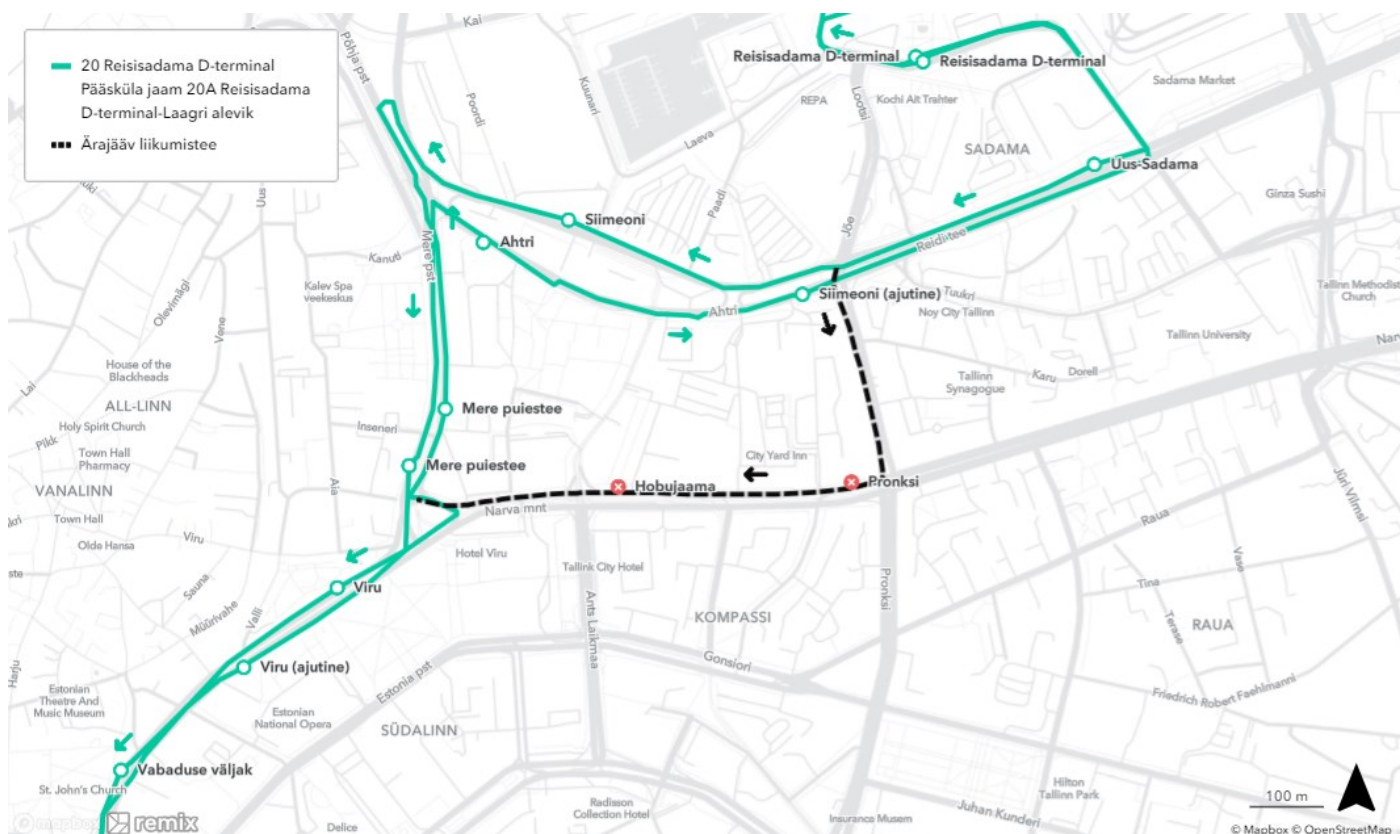 20 Reisisadama D-terminal
Pääsküla jaam 20A Reisisadama
D-terminal-Laagri alevik
Ärajääv liikumistee
Kai
Põhja pst
Poordi
Kuunari
Laeva
Reisisadama D-terminal
Reisisadama D-terminal
REPA
Lootsi
Kochi Ait Trahter
Sadama Market
SADAMA
Uus-Sadama
Ginza Sushi
Uus
Paadi
Jõe
Siimeoni
Ahtri
Mere pst
Kanuti
Reidi tee
Kalev Spa
veekeskus
Olevimägi
Vene
Siimeoni (ajutine)
Ahtri
Tuukri
Noy City Tallinn
Tallinn Methodist
Church
Tallinn University
Narv
House of the
Blackheads
Lai
Tallinn
Synagogue
Karu
Dorell
ALL-LINN
Mere puiestee
Holy Spirit Church
Inseneri
Pikk
Town Hall
Pharmacy
Mere puiestee
City Yard Inn
Jüri Vilmsi
VANALINN
Aia
Hobujaama
Pronksi
Narva mnt
Town Hall
Olde Hansa
Viru
Raua
Hotel Viru
Tallink City Hotel
Vase
Sauna
Viru
Pronksi
Tina
Müürivahe
Valli
Ants Laikmaa
KOMPASSI
Terase
RAUA
Harju
Viru (ajutine)
Gonsiori
Estonia pst
Friedrich Robert Faehlmanni
Estonian
Theatre And
Music Museum
Estonian
National Opera
SÜDALINN
Vabaduse väljak
St. John's Church
Hilton
Tallinn Park
100 m
Radisson
Collection Hotel
Juhan Kunderi
Insurance Musem
mapbox
remix
Delice
© Mapbox © OpenStreetMap